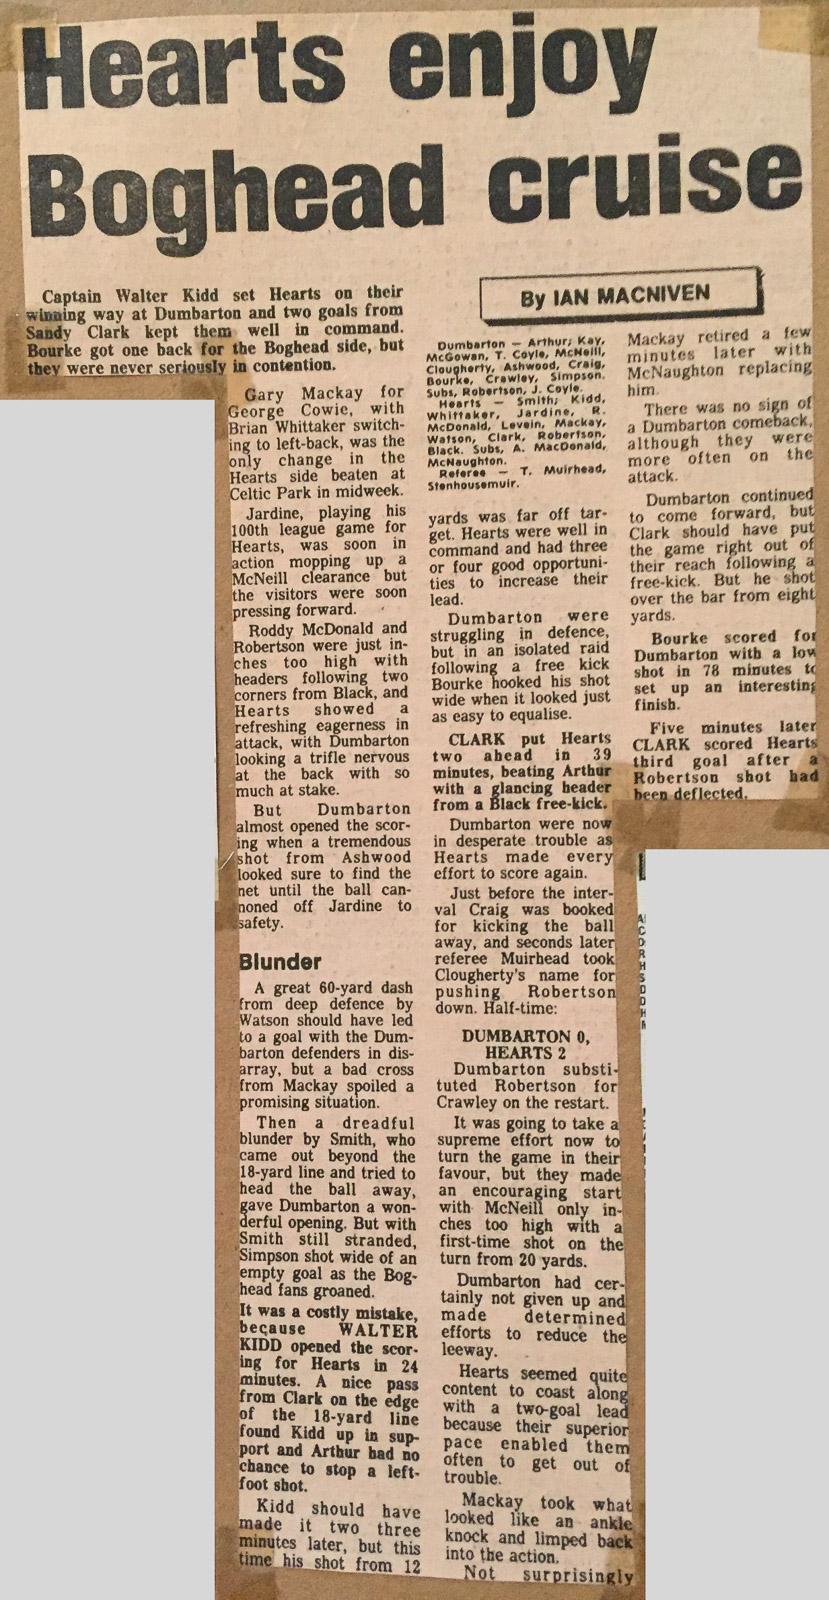 Hearts enjoy
Boghead cruise
Captain Walter Kidd set Hearts on their
winning way at Dumbarton and two goals from
Sandy Clark kept them well in command.
Bourke got one back for the Boghead side, but
they were never seriously in contention.
Gary Mackay for
George Cowie, with
Brian Whittaker switch-
ing to left-back, was the
only change in the
Hearts side beaten at
Celtic Park in midweek.
Jardine, playing his
100th league game for
Hearts, was soon in
action mopping up a
McNeill clearance but
the visitors were soon
pressing forward.
Roddy McDonald and
Robertson were just in-
ches too high with
headers following two
corners from Black, and
Hearts showed a
refreshing eagerness in
attack, with Dumbarton
looking a trifle nervous
at the back with so
much at stake.
But Dumbarton
almost opened the scor-
ing when a tremendous
shot from Ashwood
looked sure to find the
net until the ball can-
noned off Jardine to
safety.
Blunder
A great 60-yard dash
from deep defence by
Watson should have led
to a goal with the Dum-
barton defenders in dis-
array, but a bad cross
from Mackay spoiled a
promising situation.
Then a dreadful
blunder by Smith, who
came out beyond the
18-yard line and tried to
head the ball away,
gave Dumbarton a won-
derful opening. But with
Smith still stranded,
Simpson shot wide of an
empty goal as the Bog-
head fans groaned.
It was a costly mistake,
because WALTER
KIDD opened the scor-
ing for Hearts in 24
minutes. A nice pass
from Clark on the edge
of the 18-yard line
found Kidd up in sup-
port and Arthur had no
chance to stop a left-
foot shot.
Kidd should have
made it two three
minutes later, but this
time his shot from 12
By IAN MACNIVEN
Dumbarton — Arthur; Kay,
McGowan, T. Coyle, McNeill,
Clougherty, Ashwood, Craig,
Bourke, Crawley, Simpson.
Subs, Robertson, J. Coyle.
Hearts — Smith; Kidd,
Whittaker, Jardine, R.
McDonald, Levein, Mackay,
Watson, Clark, Robertson,
Black. Subs, A. MacDonald,
McNaughton.
Referee — T. Muirhead,
Stenhousemuir.
yards was far off tar-
get. Hearts were well in
command and had three
or four good opportuni-
ties to increase their
lead.
Dumbarton were
struggling in defence,
but in an isolated raid
following a free kick
Bourke hooked his shot
wide when it looked just
as easy to equalise.
CLARK put Hearts
two ahead in 39
minutes, beating Arthur
with a glancing header
from a Black free-kick.
Dumbarton were now
in desperate trouble as
Hearts made every
effort to score again.
Just before the inter-
val Craig was booked
for kicking the ball
away, and seconds later
referee Muirhead took
Clougherty's name for
pushing Robertson
down. Half-time:
DUMBARTON 0,
HEARTS 2
Dumbarton substi-
tuted Robertson for
Crawley on the restart.
It was going to take a
supreme effort now to
turn the game in their
favour, but they made
an encouraging start
with McNeill only in-
ches too high with a
first-time shot on the
turn from 20 yards.
Dumbarton had cer-
tainly not given up and
made determined
efforts to reduce the
leeway.
Hearts seemed quite
content to coast along
with a two-goal lead
because their superior
pace enabled them
often to get out of
trouble.
Mackay took what
looked like an ankle
knock and limped back
into the action.
Not surprisingly
Mackay retired a few
minutes later with
McNaughton replacing
him.
There was no sign of
a Dumbarton comeback,
although they were
more often on the
attack.
Dumbarton continued
to come forward, but
Clark should have put
the game right out of
their reach following a
free-kick. But he shot
over the bar from eight
yards.
Bourke scored for
Dumbarton with a low
shot in 78 minutes to
set up an interesting
finish.
Five minutes later
CLARK scored Hearts
third goal after a
Robertson shot had
been deflected.